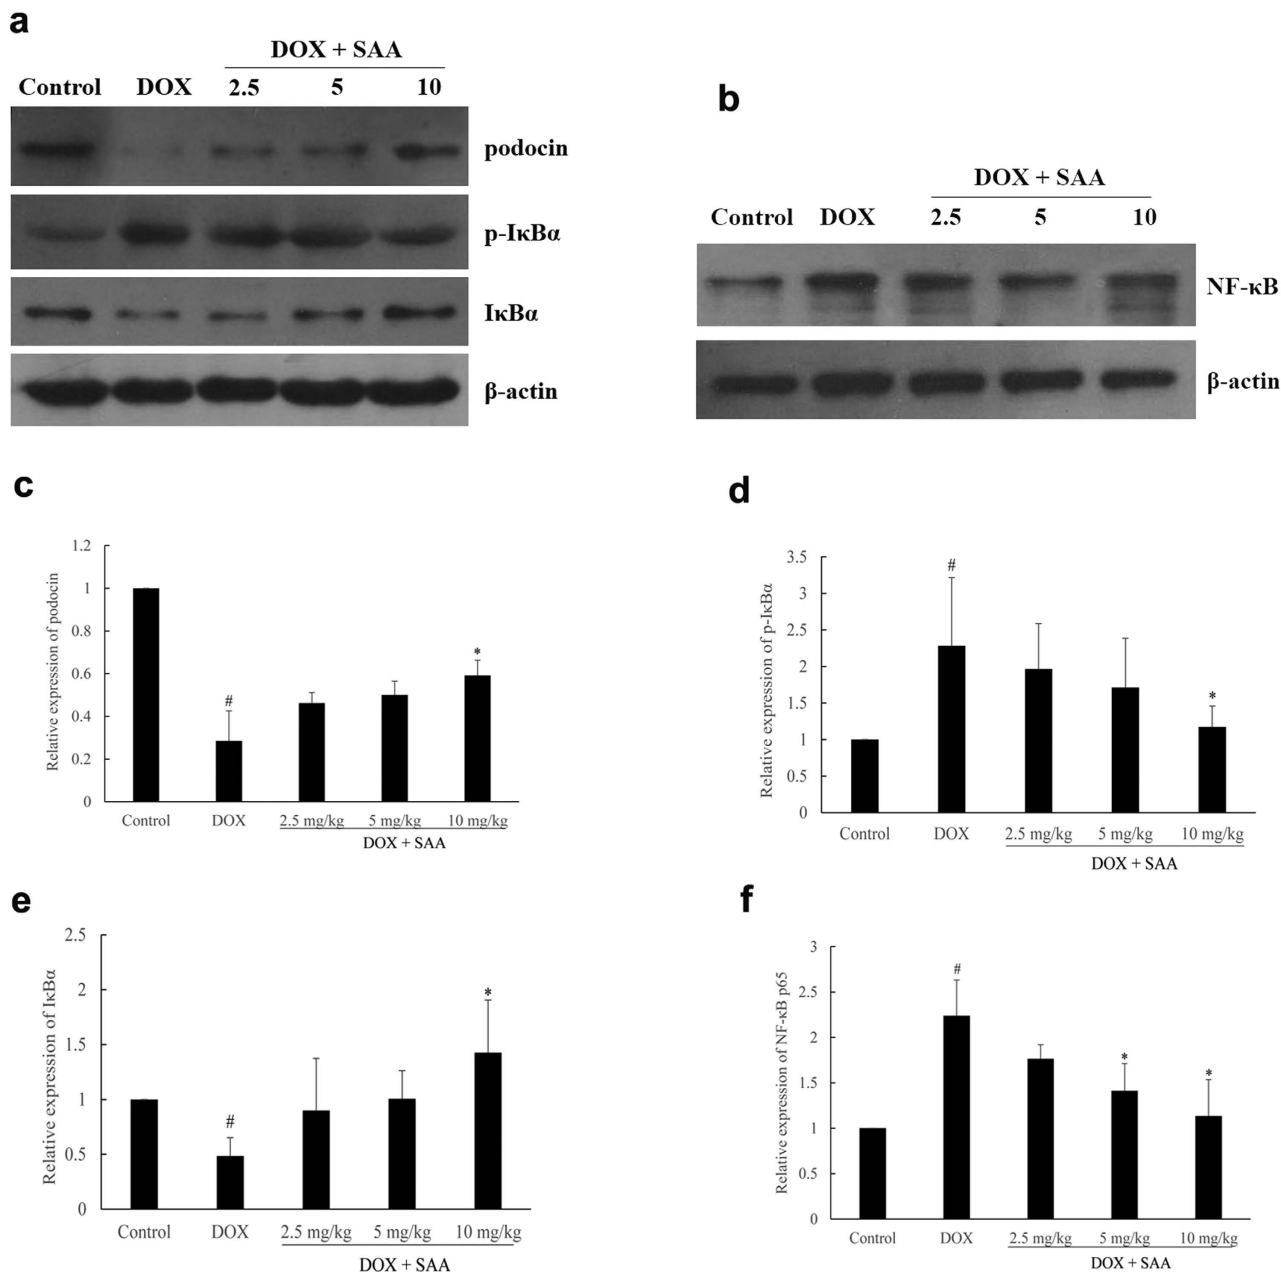 a
DOX + SAA
Control DOX 2.5 5 10
podocin
p-IκBα
IκBα
β-actin
b
DOX + SAA
Control DOX 2.5 5 10
NF-κB
β-actin
c
Relative expression of podocin
1.2
1
0.8
0.6
0.4
0.2
0
#
*
Control DOX 2.5 mg/kg 5 mg/kg 10 mg/kg
DOX + SAA
d
Relative expression of p-IκBα
3.5
3
2.5
2
1.5
1
0.5
0
#
*
Control DOX 2.5 mg/kg 5 mg/kg 10 mg/kg
DOX + SAA
e
Relative expression of IκBα
2.5
2
1.5
1
0.5
0
#
*
Control DOX 2.5 mg/kg 5 mg/kg 10 mg/kg
DOX + SAA
f
Relative expression of NF-κB p65
3
2.5
2
1.5
1
0.5
0
#
*
*
Control DOX 2.5 mg/kg 5 mg/kg 10 mg/kg
DOX + SAA